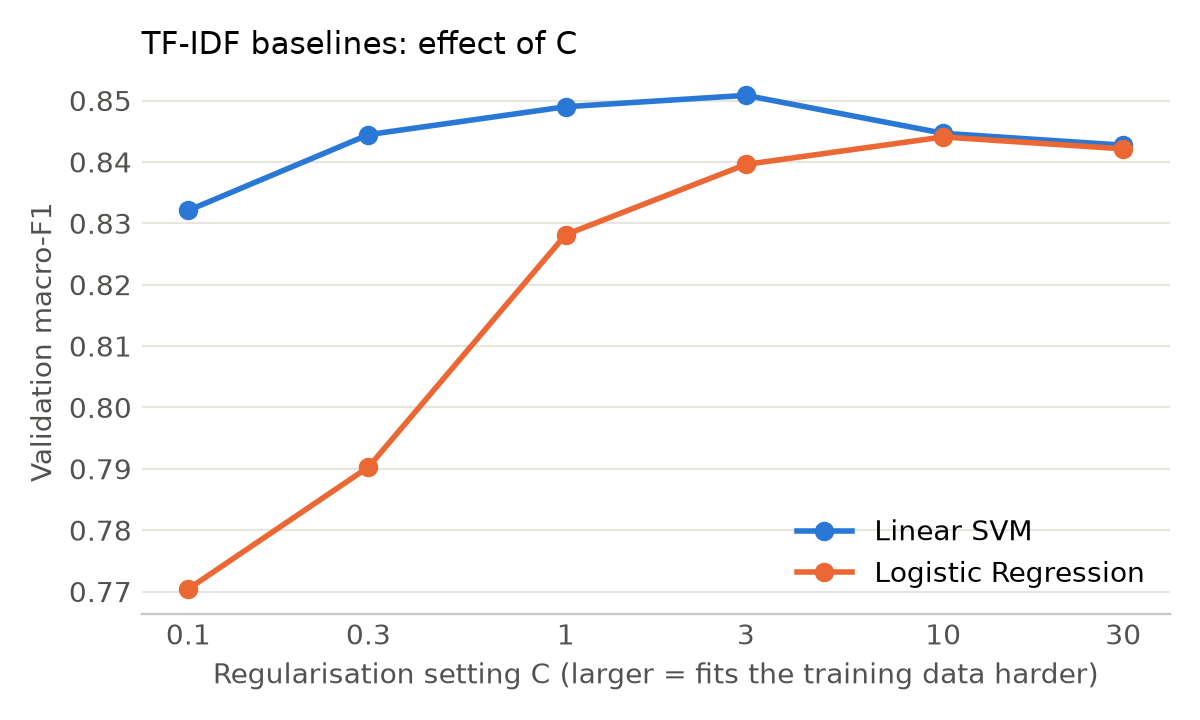 TF-IDF baselines: effect of C
Validation macro-F1
0.85
0.84
0.83
0.82
0.81
0.80
0.79
0.78
0.77
Linear SVM
Logistic Regression
0.1 0.3 1 3 10 30
Regularisation setting C (larger = fits the training data harder)